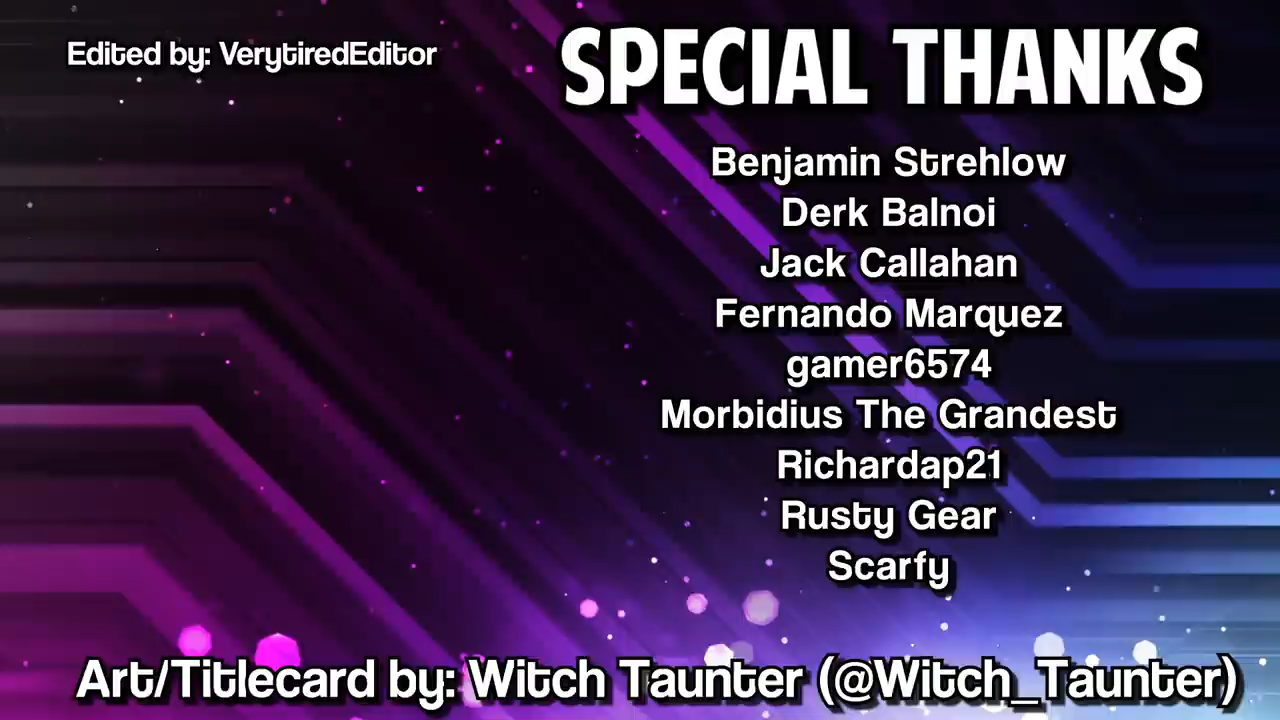 Edited by: VerytiredEditor
SPECIAL THANKS
Benjamin Strehlow
Derk Balnoi
Jack Callahan
Fernando Marquez
gamer6574
Morbidius The Grandest
Richardap21
Rusty Gear
Scarfy
Art/Titlecard by: Witch Taunter (@Witch_Taunter)